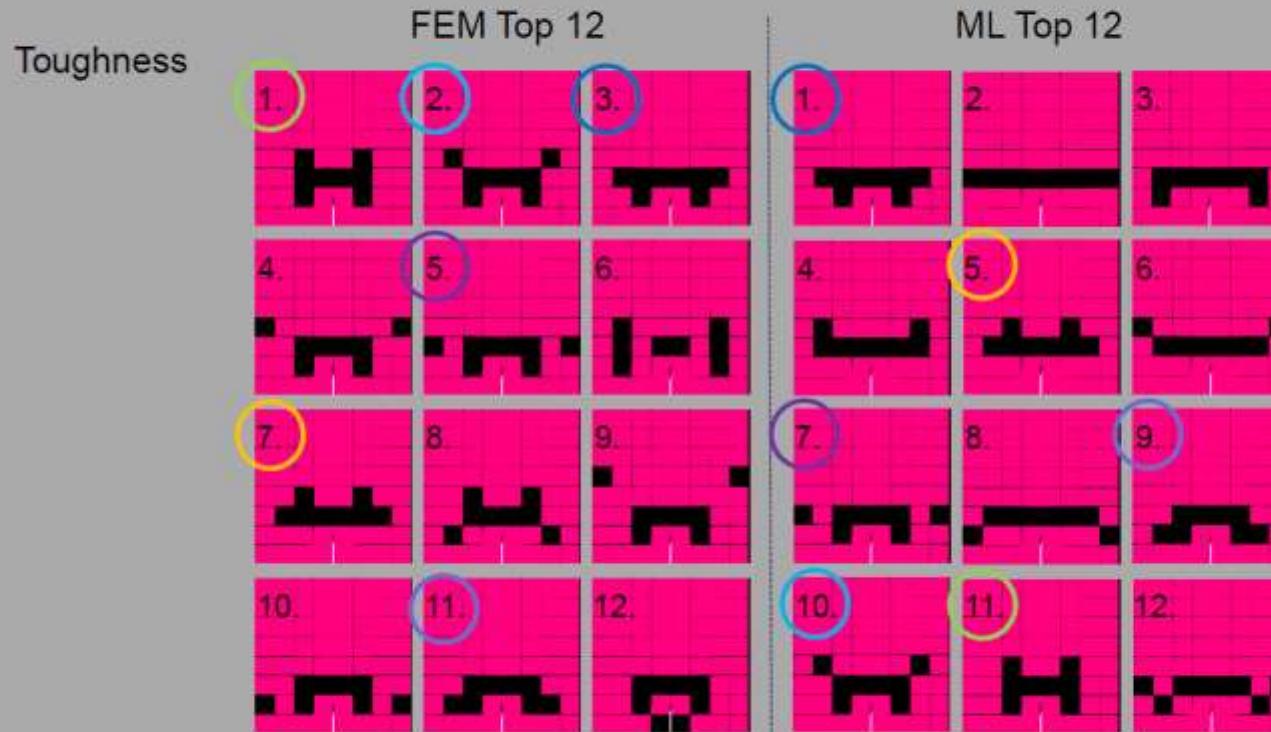 FEM Top 12
ML Top 12
Toughness
1. 2. 3. 1. 2. 3.
4. 5. 6. 4. 5. 6.
7. 8. 9. 7. 8. 9.
10. 11. 12. 10. 11. 12.